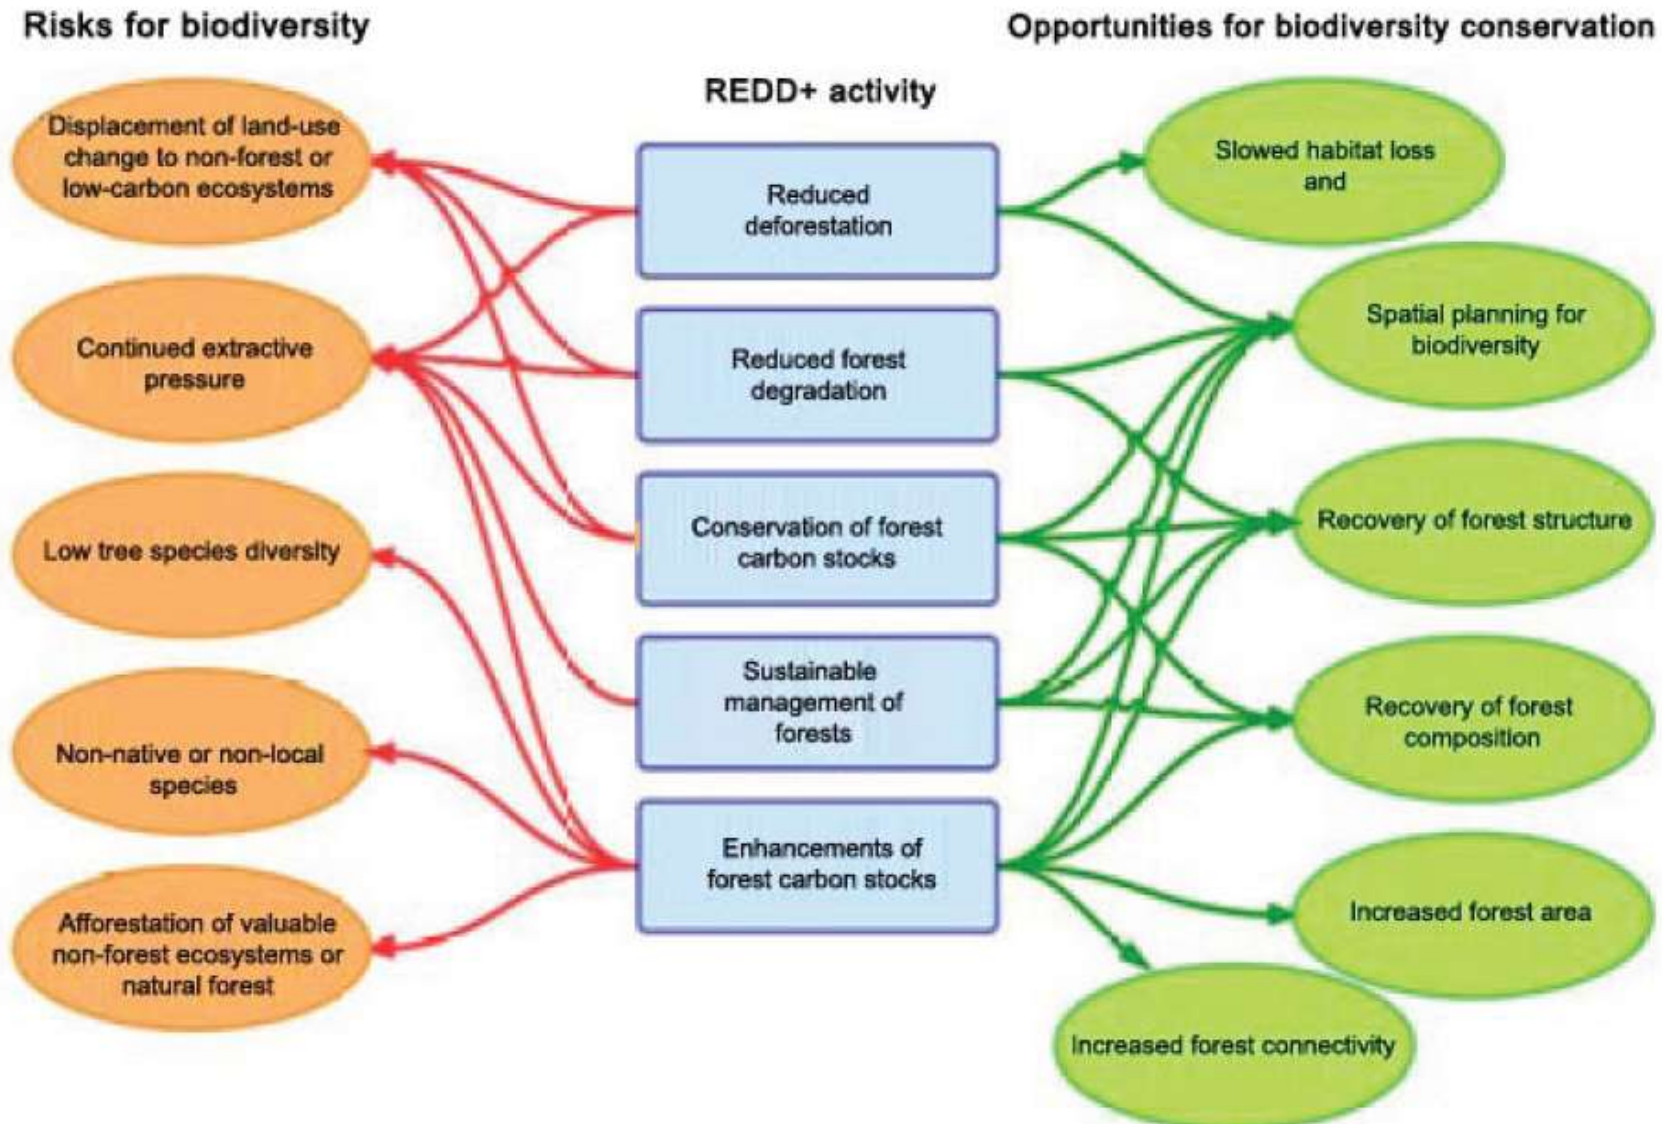 Risks for biodiversity
Displacement of land-use
change to non-forest or
low-carbon ecosystems
Continued extractive
pressure
Low tree species diversity
Non-native or non-local
species
Afforestation of valuable
non-forest ecosystems or
natural forest
REDD+ activity
Reduced
deforestation
Reduced forest
degradation
Conservation of forest
carbon stocks
Sustainable
management of
forests
Enhancements of
forest carbon stocks
Opportunities for biodiversity conservation
Slowed habitat loss
and
Spatial planning for
biodiversity
Recovery of forest structure
Recovery of forest
composition
Increased forest area
Increased forest connectivity